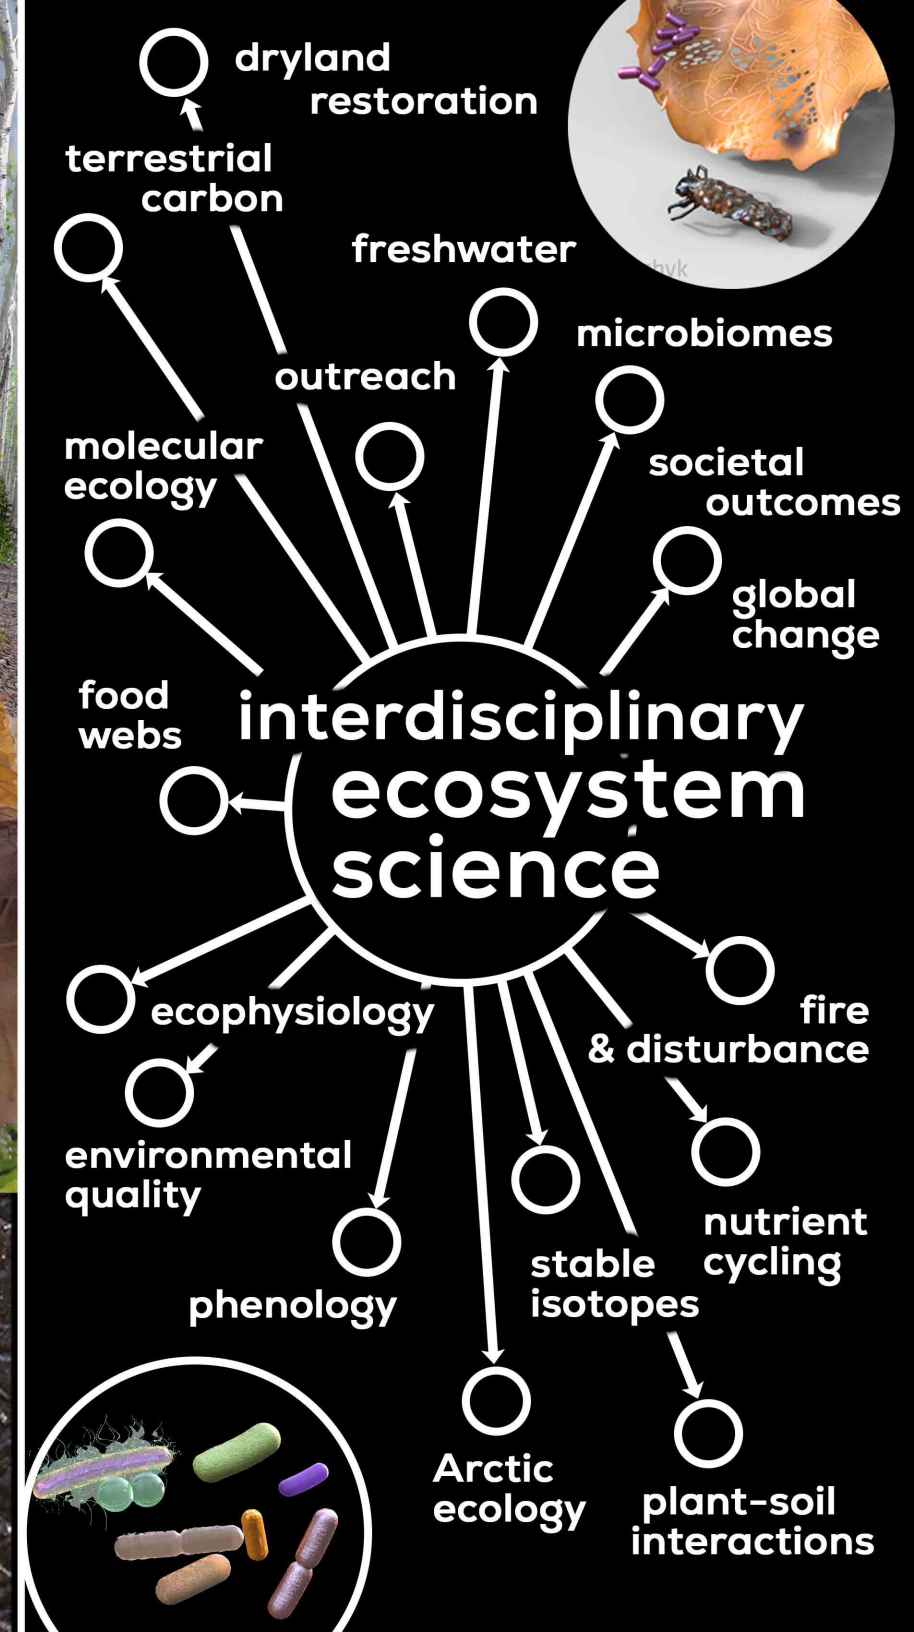 dryland
restoration
terrestrial
carbon
freshwater
microbiomes
outreach
molecular
ecology
societal
outcomes
global
change
food
webs
interdisciplinary
ecosystem
science
ecophysiology
fire
& disturbance
environmental
quality
nutrient
cycling
stable
isotopes
phenology
Arctic
ecology
plant-soil
interactions